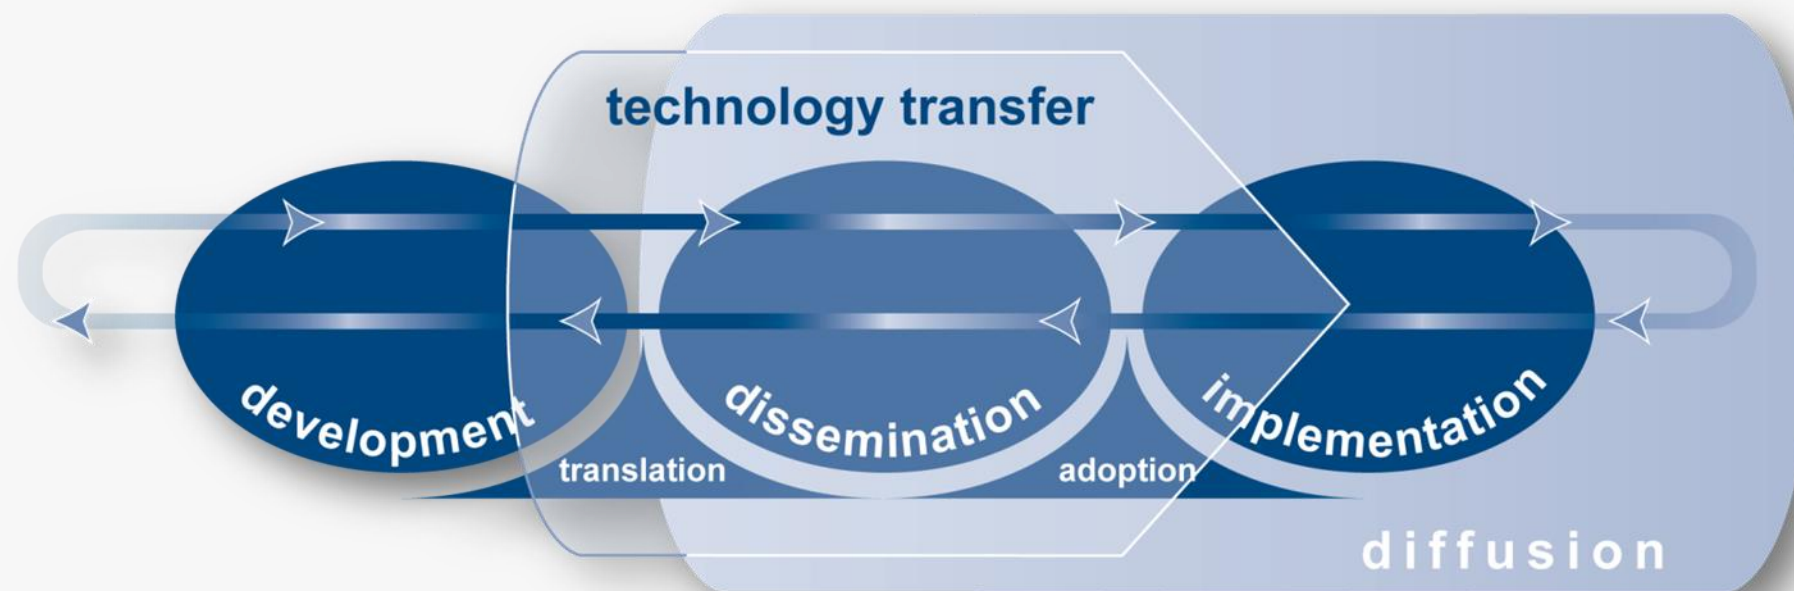 technology transfer
development
dissemination
implementation
translation
adoption
diffusion